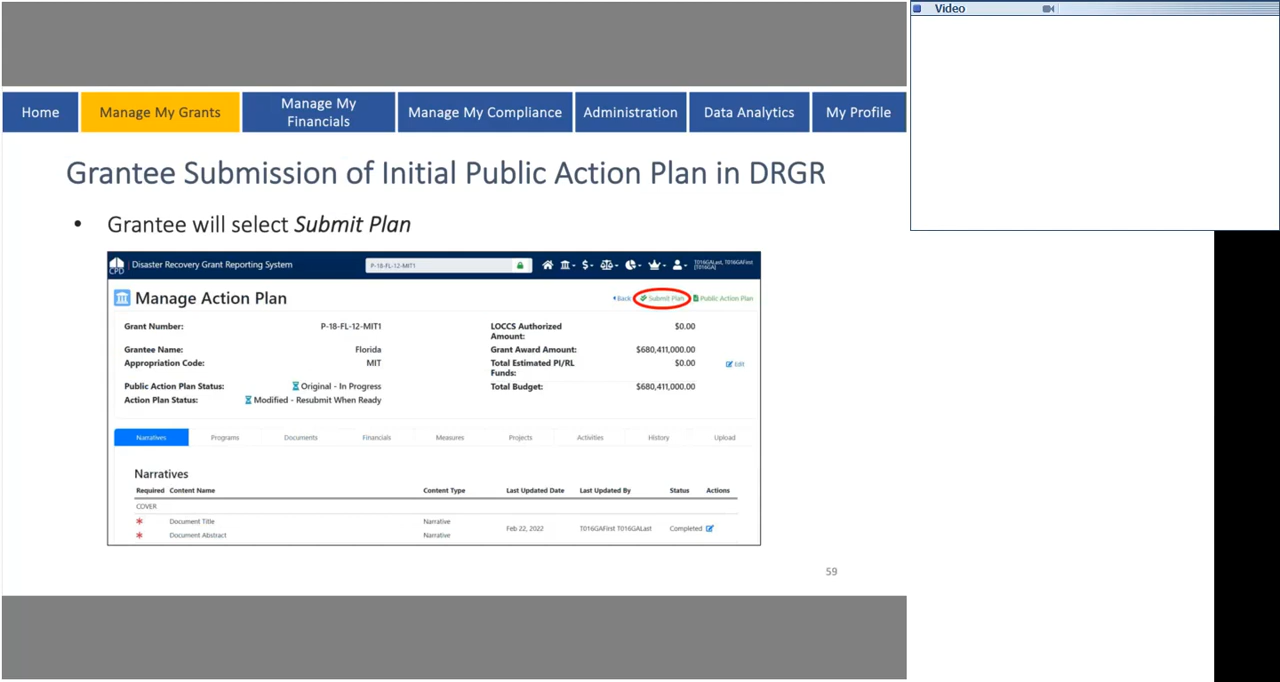 Video
Home
Manage My Grants
Manage My
Financials
Manage My Compliance
Administration
Data Analytics
My Profile
Grantee Submission of Initial Public Action Plan in DRGR
• Grantee will select Submit Plan
CPD
Disaster Recovery Grant Reporting System
P-18-FL-12-MIT1
T016GALast, T016GAFirst
[T016GA]
Manage Action Plan
Back
Submit Plan
Public Action Plan
Grant Number: P-18-FL-12-MIT1
Grantee Name: Florida
Appropriation Code: MIT
Public Action Plan Status: Original - In Progress
Action Plan Status: Modified - Resubmit When Ready
LOCCS Authorized
Amount: $0.00
Grant Award Amount: $680,411,000.00
Total Estimated PI/RL
Funds: $0.00
Edit
Total Budget: $680,411,000.00
Narratives Programs Documents Financials Measures Projects Activities History Upload
Narratives
Required Content Name Content Type Last Updated Date Last Updated By Status Actions
COVER
* Document Title Narrative
Feb 22, 2022 T016GAFirst T016GALast Completed
* Document Abstract Narrative
59